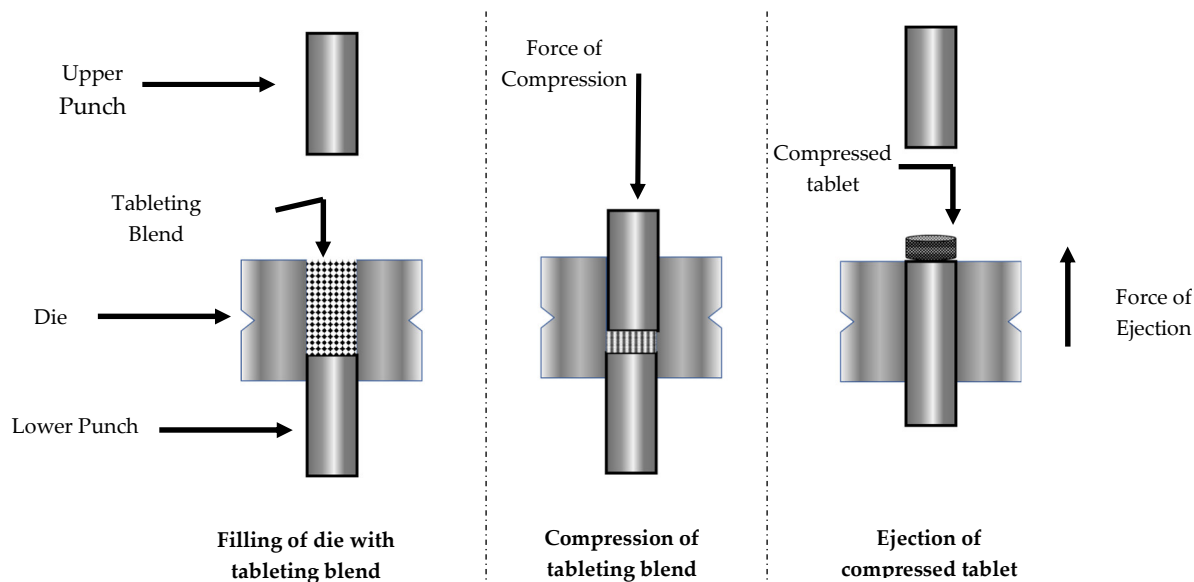 Upper
Punch
Tableting
Blend
Die
Lower Punch
Filling of die with
tableting blend
Force of
Compression
Compression of
tableting blend
Compressed
tablet
Force of
Ejection
Ejection of
compressed tablet